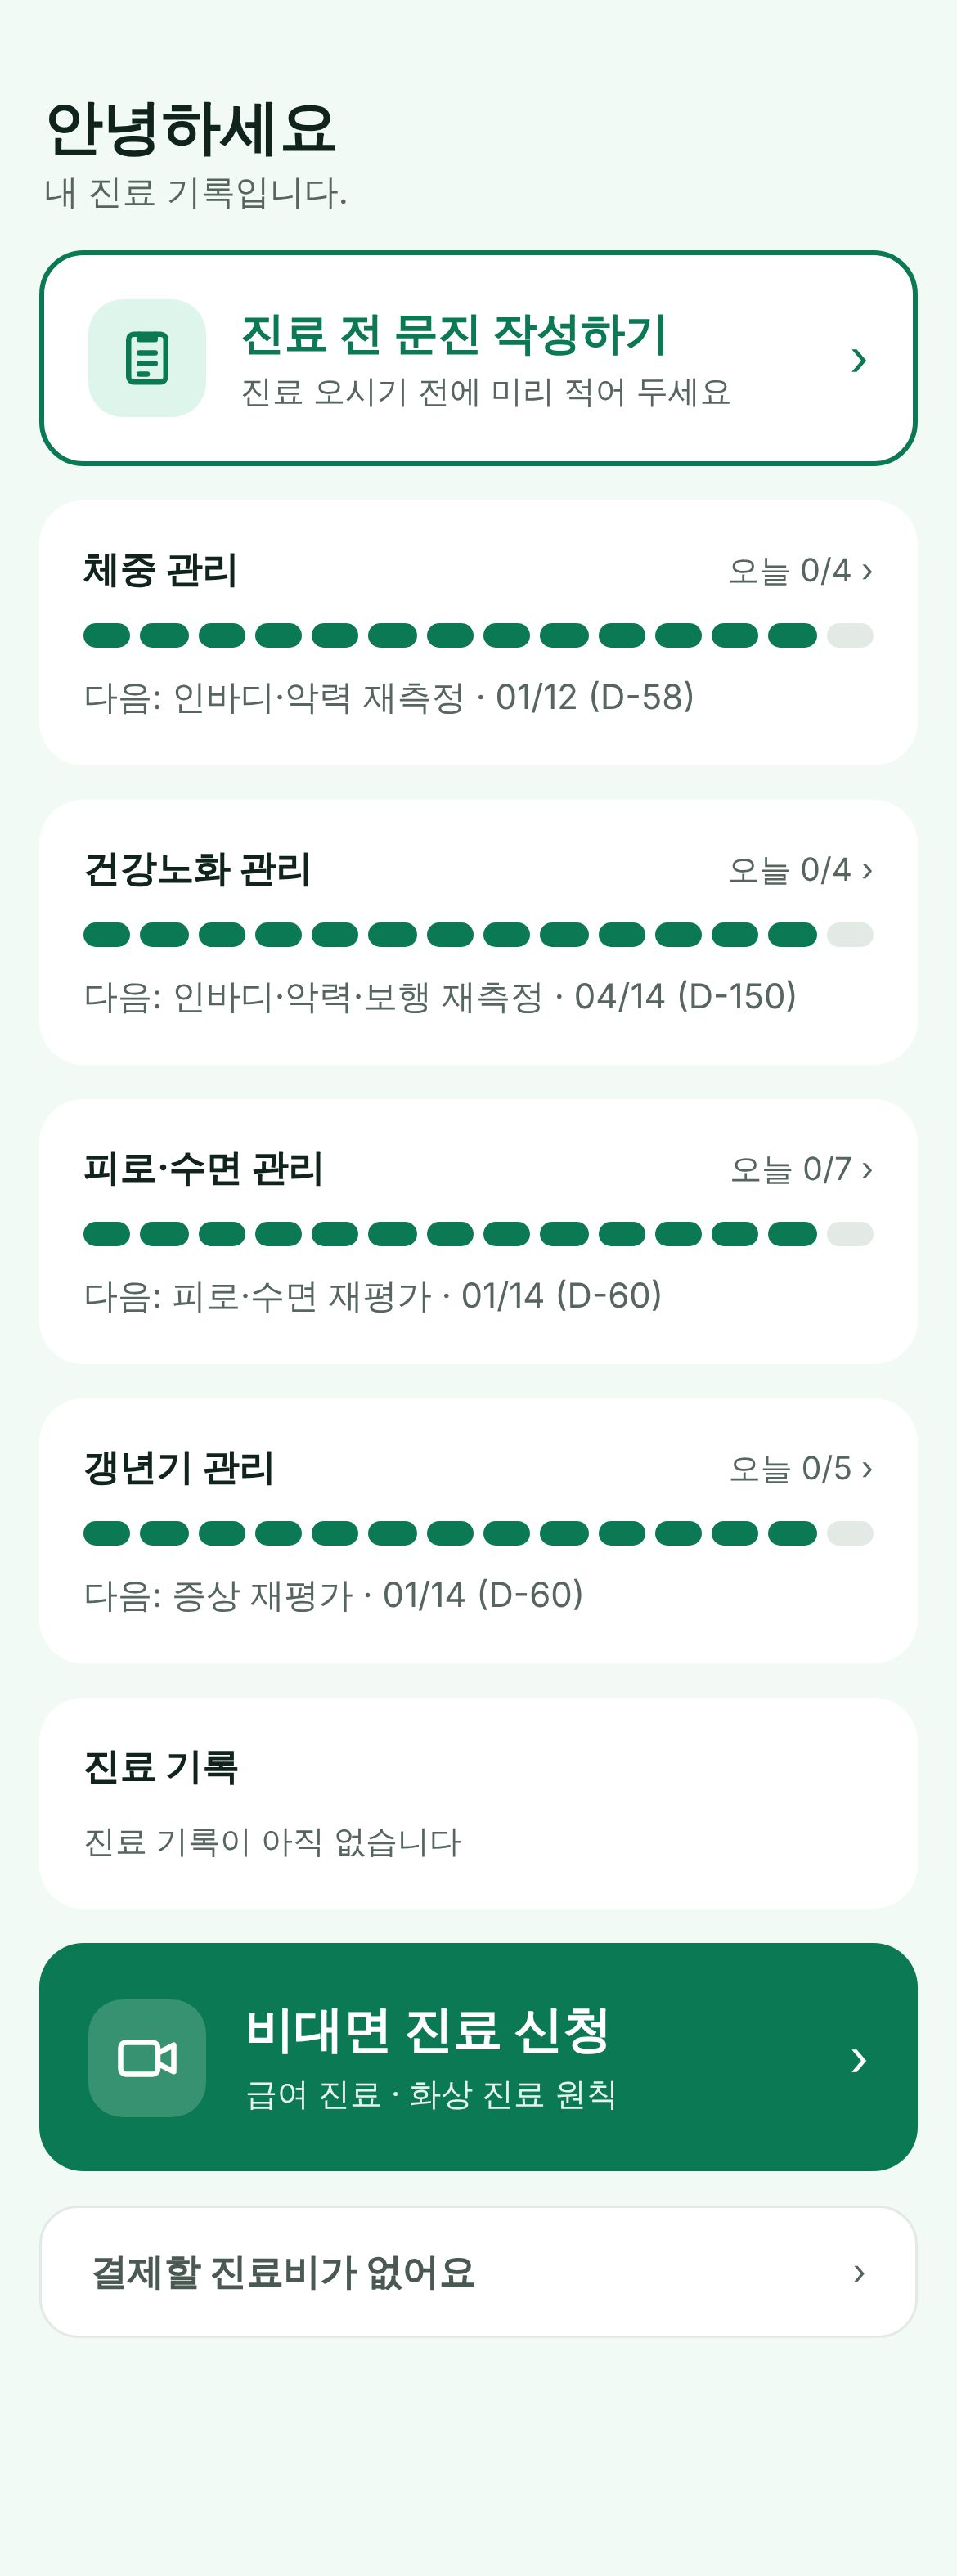 안녕하세요
내 진료 기록입니다.
진료 전 문진 작성하기
진료 오시기 전에 미리 적어 두세요
›
체중 관리
오늘 0/4 ›
다음: 인바디·악력 재측정 · 01/12 (D-58)
건강노화 관리
오늘 0/4 ›
다음: 인바디·악력·보행 재측정 · 04/14 (D-150)
피로·수면 관리
오늘 0/7 ›
다음: 피로·수면 재평가 · 01/14 (D-60)
갱년기 관리
오늘 0/5 ›
다음: 증상 재평가 · 01/14 (D-60)
진료 기록
진료 기록이 아직 없습니다
비대면 진료 신청
급여 진료 · 화상 진료 원칙
›
결제할 진료비가 없어요 ›